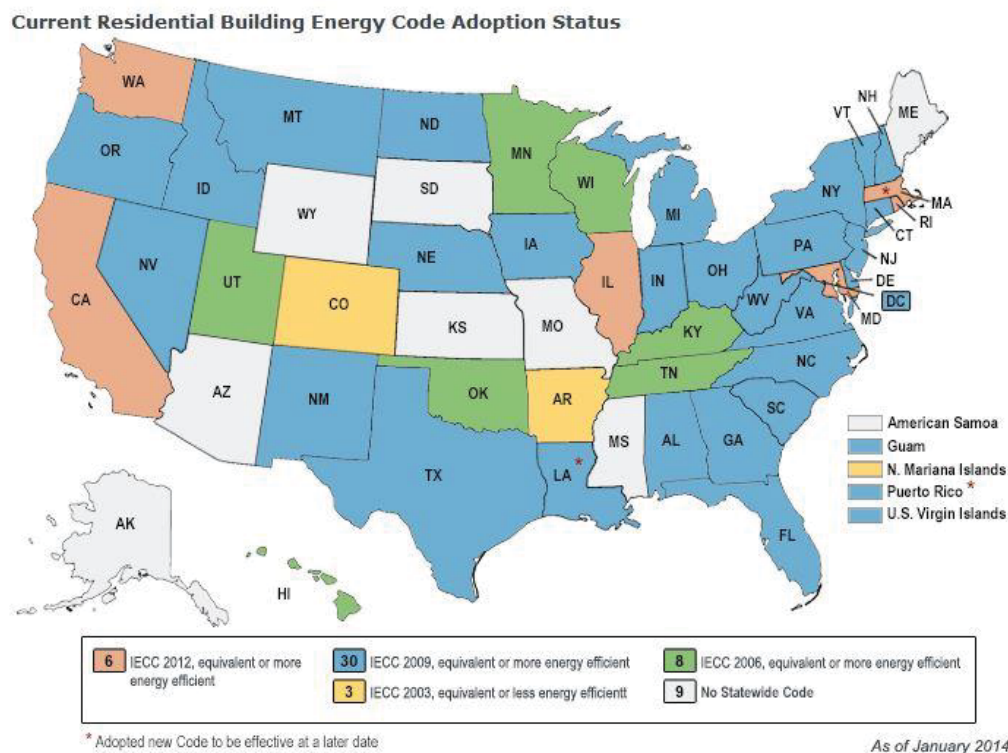 Current Residential Building Energy Code Adoption Status
WA
MT
ND
MN
VT
NH
ME
OR
ID
SD
WI
NY
MA
RI
WY
MI
CT
NV
NE
IA
PA
NJ
CA
UT
CO
IL
IN
OH
DE
DC
MD
KS
MO
WV
VA
KY
NC
TN
AZ
NM
OK
AR
SC
MS
AL
GA
TX
LA *
FL
AK
HI
*
American Samoa
Guam
N. Mariana Islands
Puerto Rico *
U.S. Virgin Islands
6 IECC 2012, equivalent or more
energy efficient
30 IECC 2009, equivalent or more energy efficient
3 IECC 2003, equivalent or less energy efficientt
8 IECC 2006, equivalent or more energy efficient
9 No Statewide Code
* Adopted new Code to be effective at a later date
As of January 2014